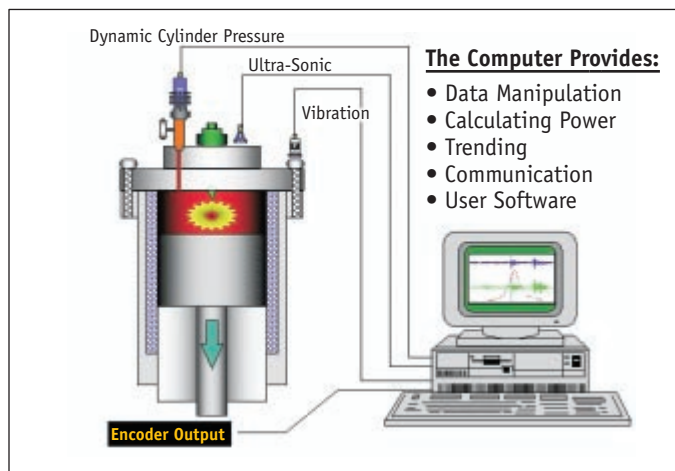 Dynamic Cylinder Pressure
Ultra-Sonic
Vibration
The Computer Provides:
• Data Manipulation
• Calculating Power
• Trending
• Communication
• User Software
Encoder Output